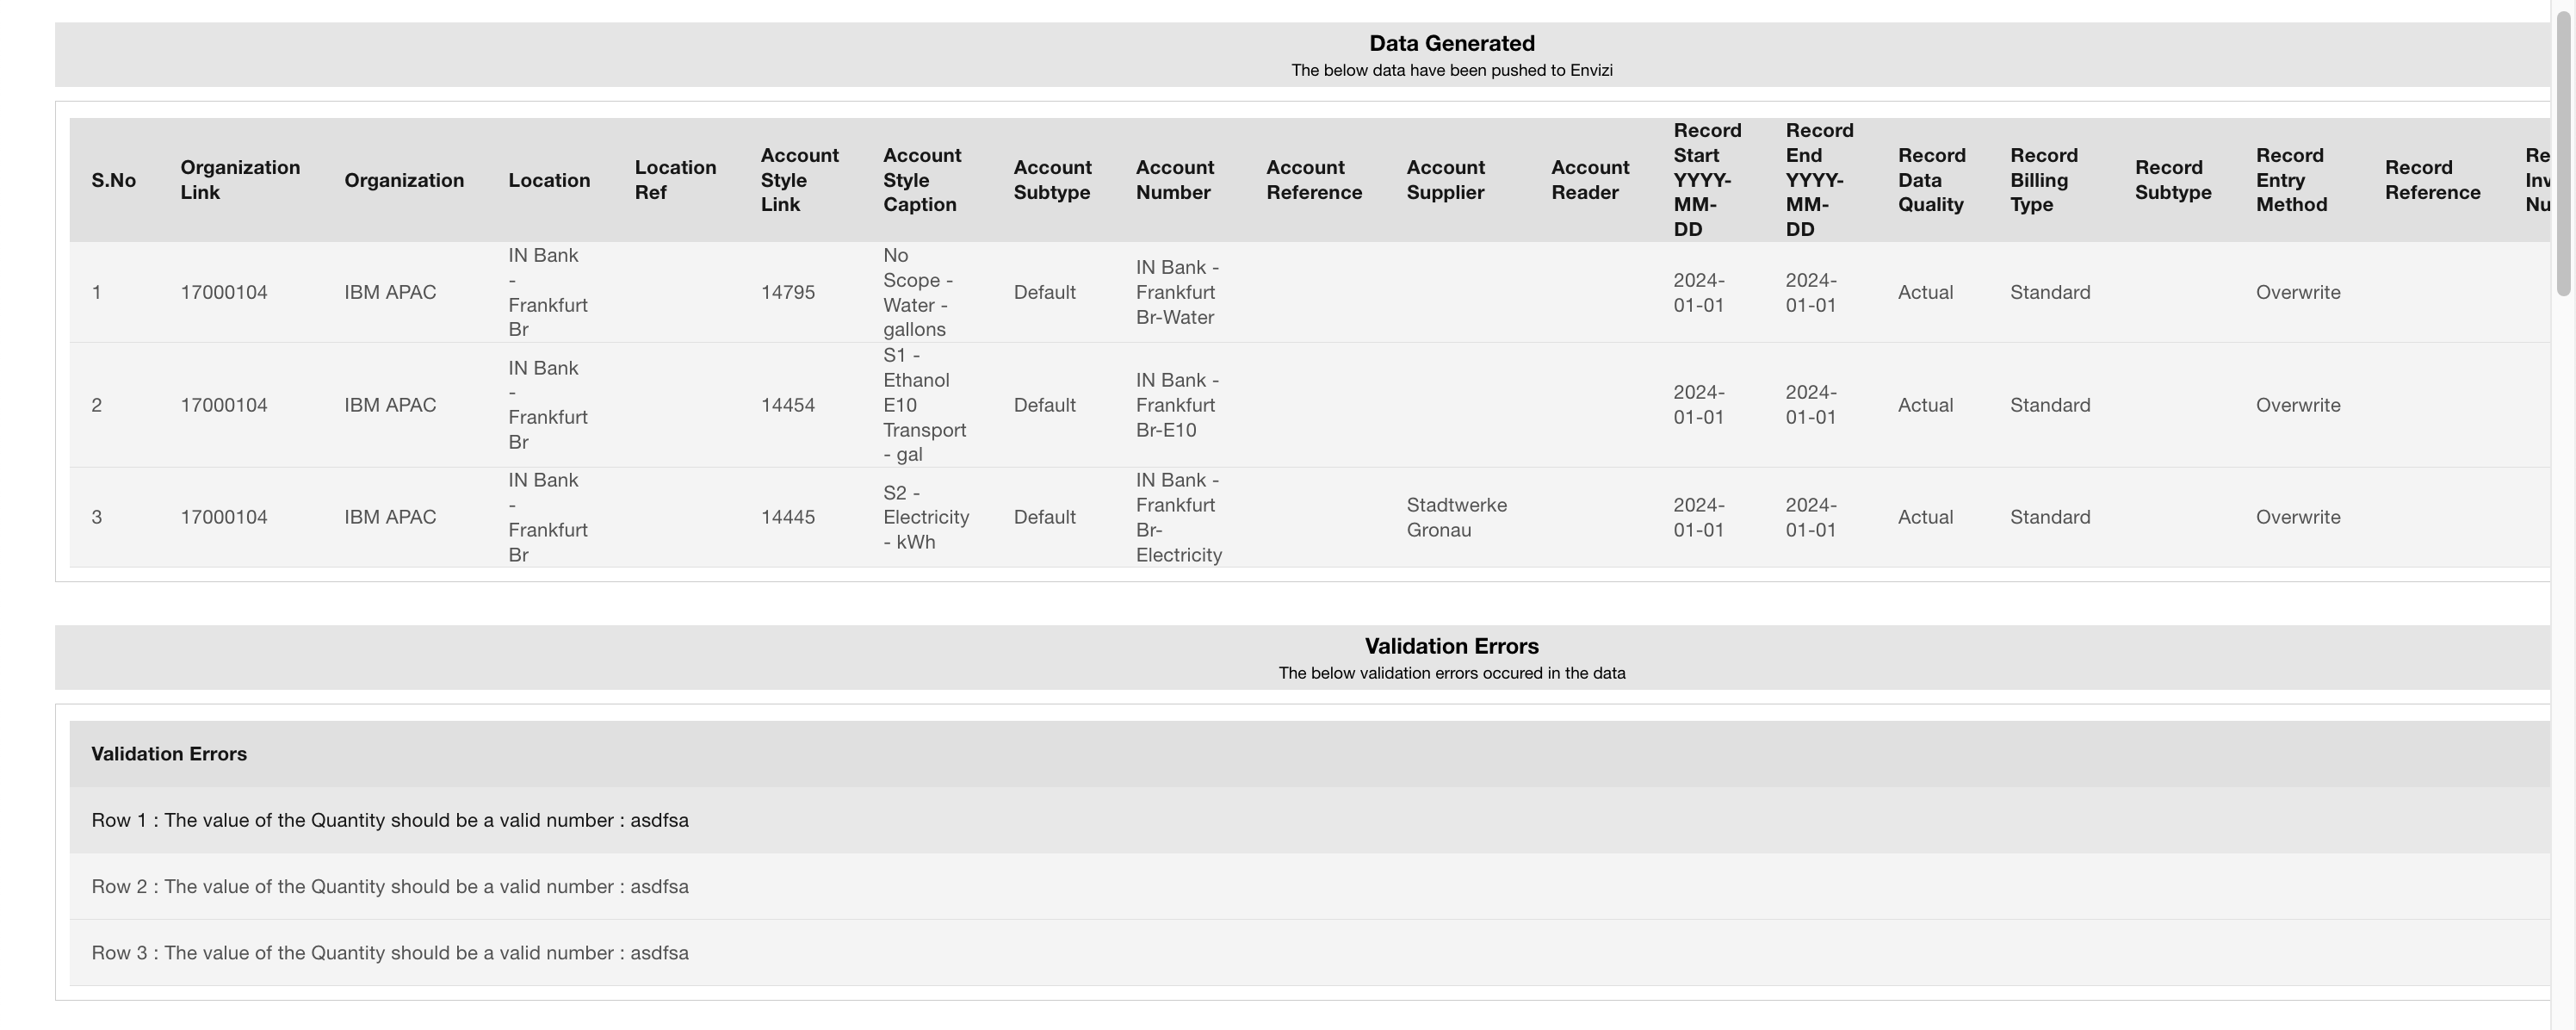 Data Generated
The below data have been pushed to Envizi
S.No Organization Link Organization Location Location Ref Account Style Link Account Style Caption Account Subtype Account Number Account Reference Account Supplier Account Reader Record Start YYYY-MM-DD Record End YYYY-MM-DD Record Data Quality Record Billing Type Record Subtype Record Entry Method Record Reference
1 17000104 IBM APAC IN Bank - Frankfurt Br 14795 No Scope - Water - gallons Default IN Bank - Frankfurt Br-Water 2024-01-01 2024-01-01 Actual Standard Overwrite
2 17000104 IBM APAC IN Bank - Frankfurt Br 14454 S1 - Ethanol E10 Transport - gal Default IN Bank - Frankfurt Br-E10 2024-01-01 2024-01-01 Actual Standard Overwrite
3 17000104 IBM APAC IN Bank - Frankfurt Br 14445 S2 - Electricity - kWh Default IN Bank - Frankfurt Br-Electricity Stadtwerke Gronau 2024-01-01 2024-01-01 Actual Standard Overwrite
Validation Errors
The below validation errors occured in the data
Validation Errors
Row 1 : The value of the Quantity should be a valid number : asdfsa
Row 2 : The value of the Quantity should be a valid number : asdfsa
Row 3 : The value of the Quantity should be a valid number : asdfsa